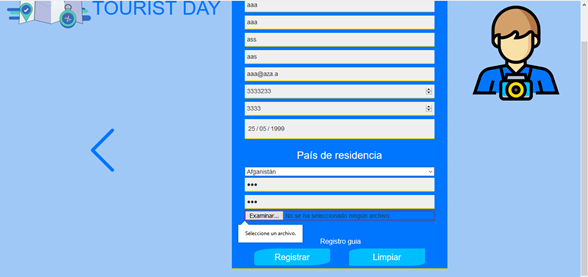 TOURIST DAY
aaa
aaa
ass
aas
aaa@aza.a
3333233
3333
25 / 05 / 1999
País de residencia
Afganistán
●●●
●●●
Examinar... No se ha seleccionado ningún archivo.
Seleccione un archivo.
Registro guia
Registrar Limpiar